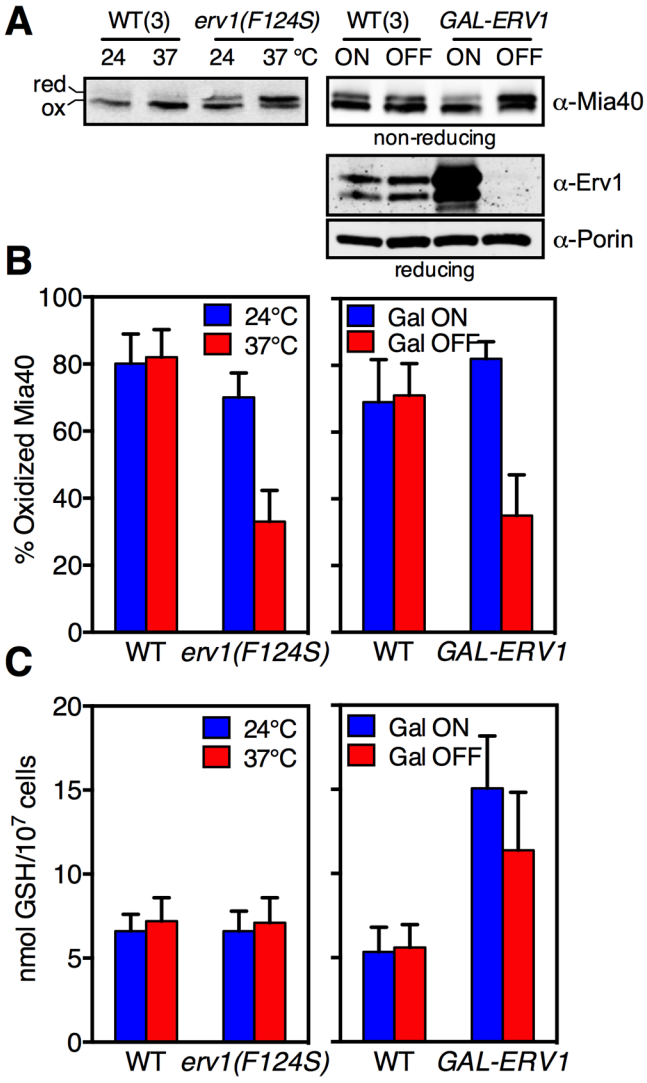 A
WT(3) erv1(F124S) WT(3) GAL-ERV1
24 37 24 37 °C ON OFF ON OFF
red
ox
α-Mia40
non-reducing
α-Erv1
α-Porin
reducing
B
100
80
60
40
20
0
% Oxidized Mia40
24°C
37°C
Gal ON
Gal OFF
WT erv1(F124S) WT GAL-ERV1
C
20
15
10
5
0
nmol GSH/10⁷ cells
24°C
37°C
Gal ON
Gal OFF
WT erv1(F124S) WT GAL-ERV1